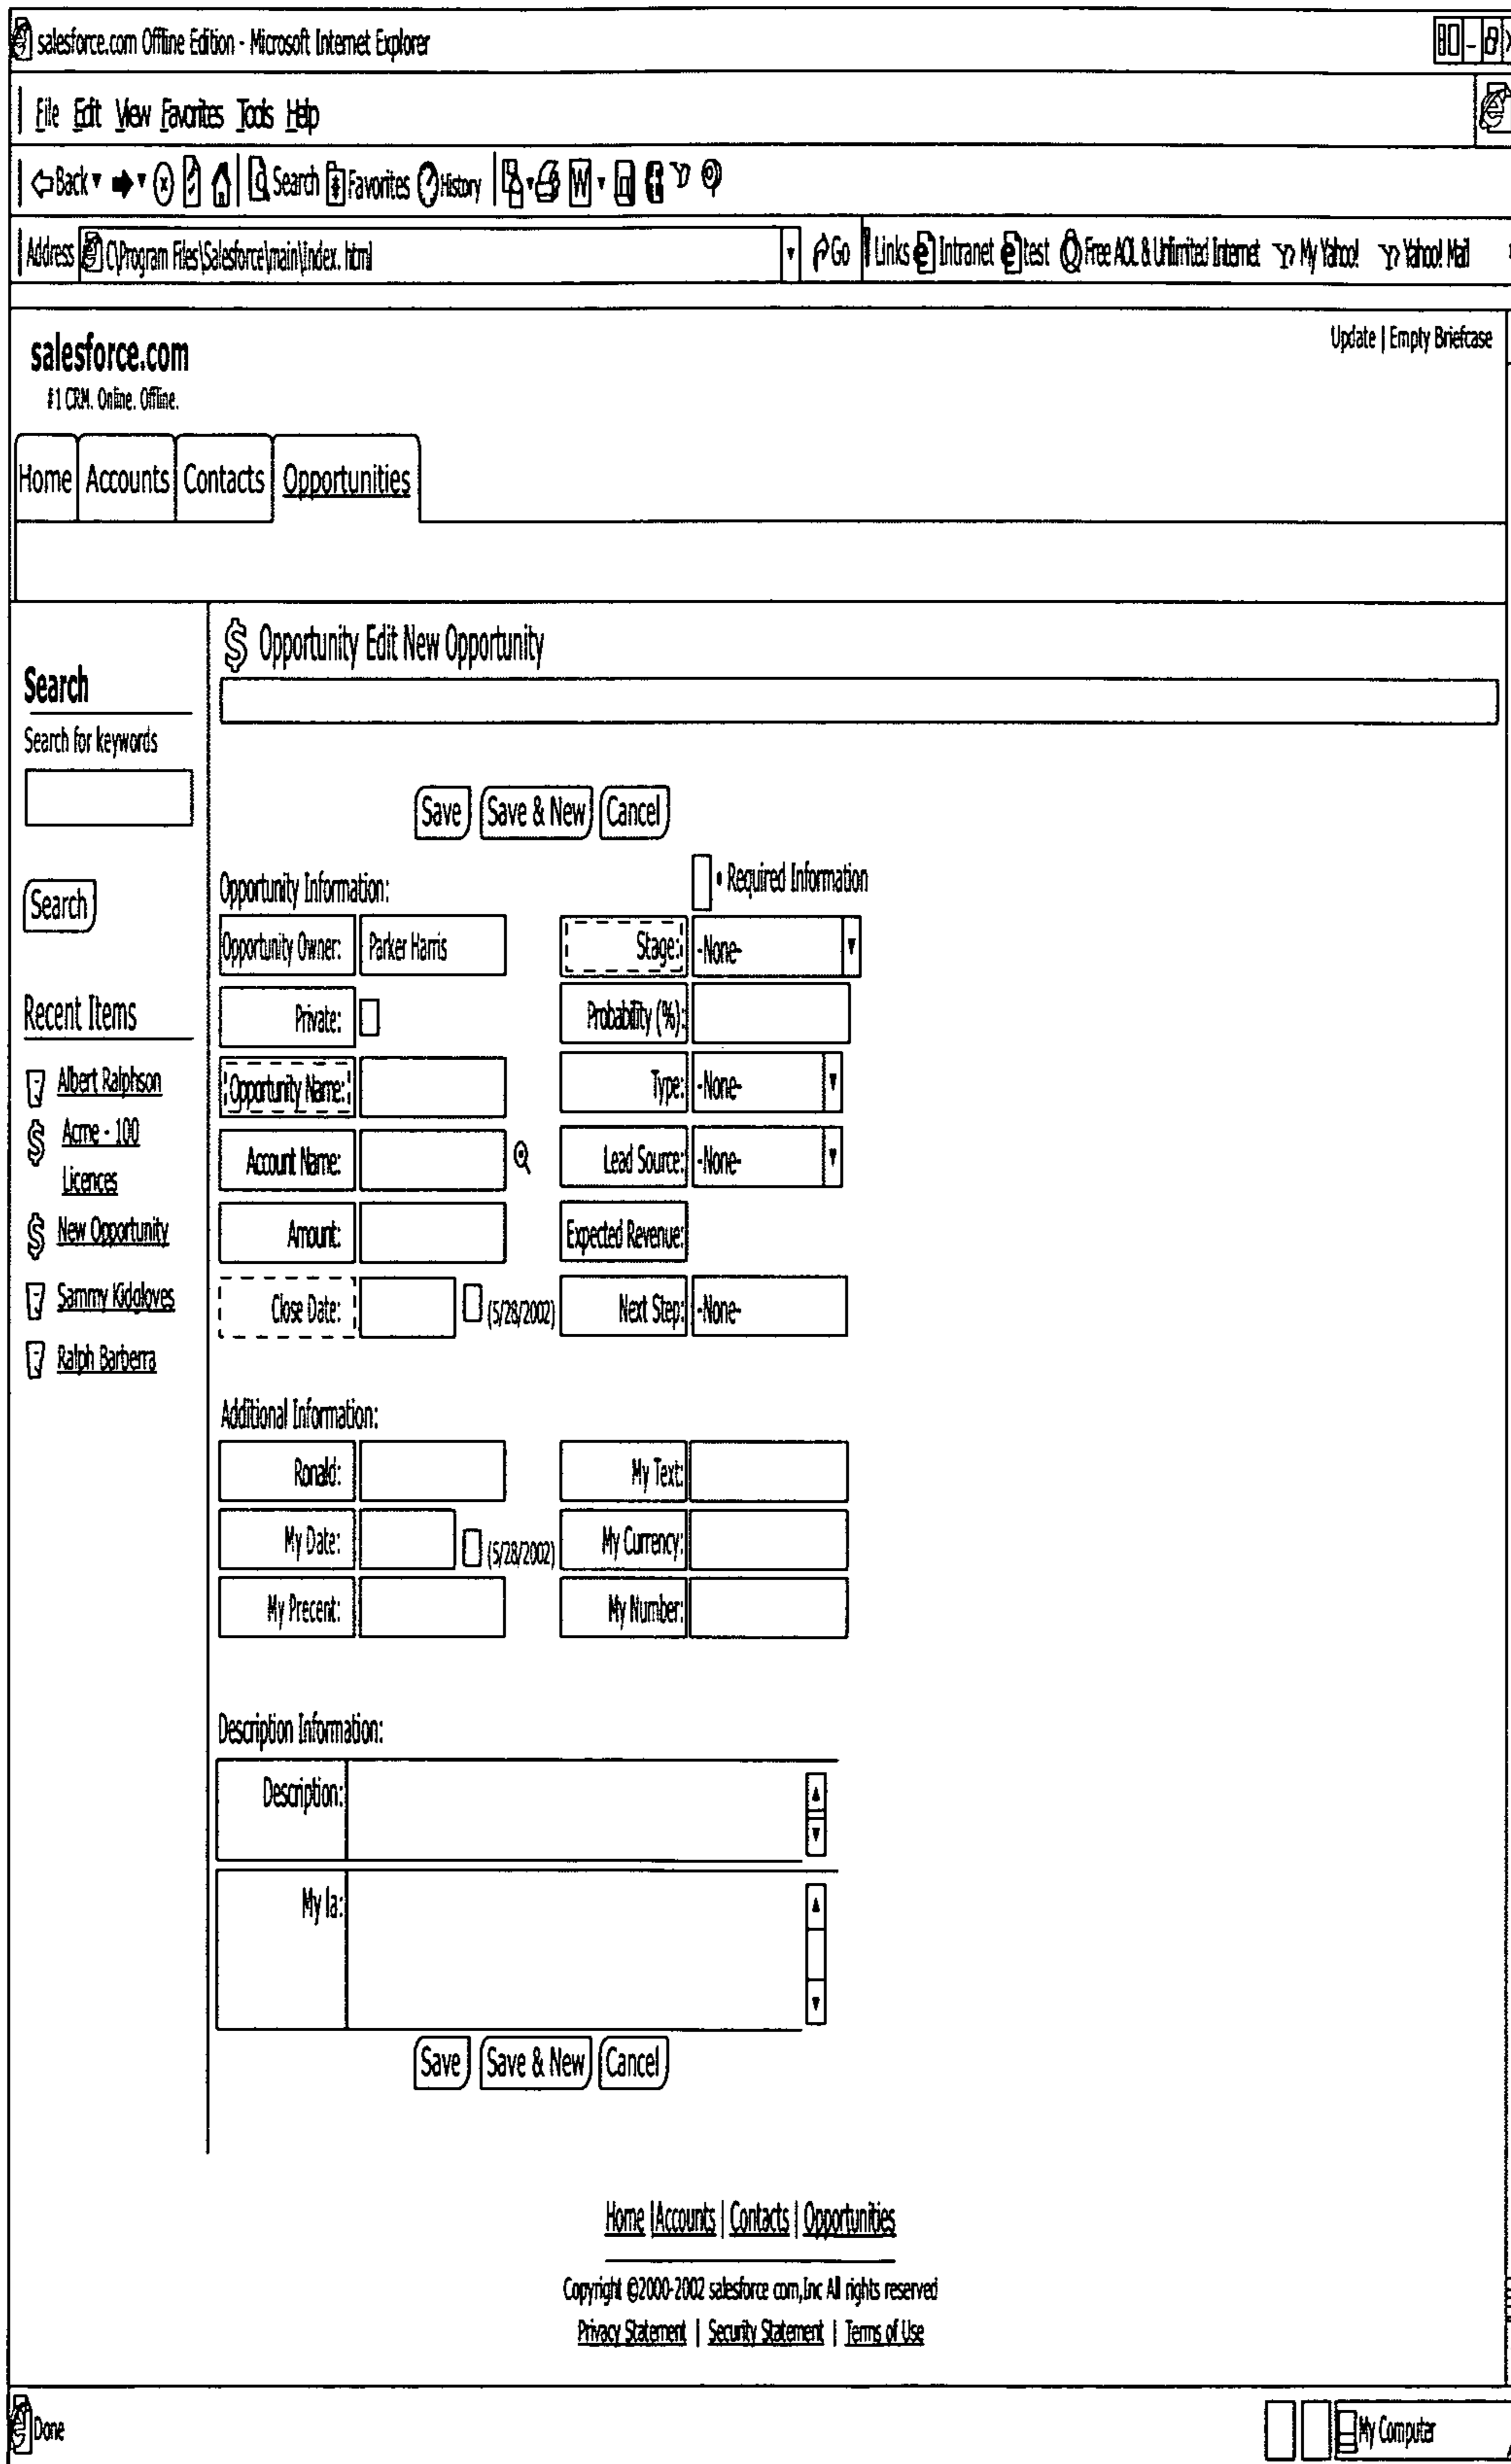 salesforce.com Offline Edition - Microsoft Internet Explorer
File Edit View Favorites Tools Help
Back Search Favorites History W
Address C\Program Files\Salesforce\main\Index. html Go Links Intranet test Free AOL & Unlimited Internet My Yahoo! Yahoo! Mail
Update | Empty Briefcase
salesforce.com
#1 CRM. Online. Offline.
Home Accounts Contacts Opportunities
$ Opportunity Edit New Opportunity
Search
Search for keywords
Save Save & New Cancel
• Required Information
Opportunity Information:
Search
Opportunity Owner: Parker Harris Stage: -None-
Recent Items
Private: Probability (%):
Albert Ralphson
Opportunity Name: Type: -None-
$ Acme - 100
Licences
Account Name: Lead Source: -None-
$ New Opportunity
Amount: Expected Revenue:
Sammy Kidgloves
Close Date: (5/28/2002) Next Step: -None-
Ralph Barberra
Additional Information:
Ronald: My Text:
My Date: (5/28/2002) My Currency:
My Precent: My Number:
Description Information:
Description:
My la:
Save Save & New Cancel
Home | Accounts | Contacts | Opportunities
Copyright ©2000-2002 salesforce com,Inc All rights reserved
Privacy Statement | Security Statement | Terms of Use
Done My Computer